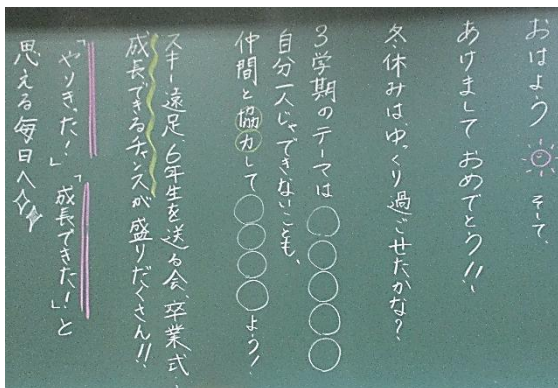 おはよう そして、
あけまして おめでとう!!
冬休みは、ゆっくり過ごせたかな?
3学期のテーマは○○○○○
自分一人じゃできないことも、
仲間と協力して○○○○よう!
スキー遠足、6年生を送る会、卒業式、
成長できるチャンスが盛りだくさん!!
「やりきった!」「成長できた!」と
思える毎日へ